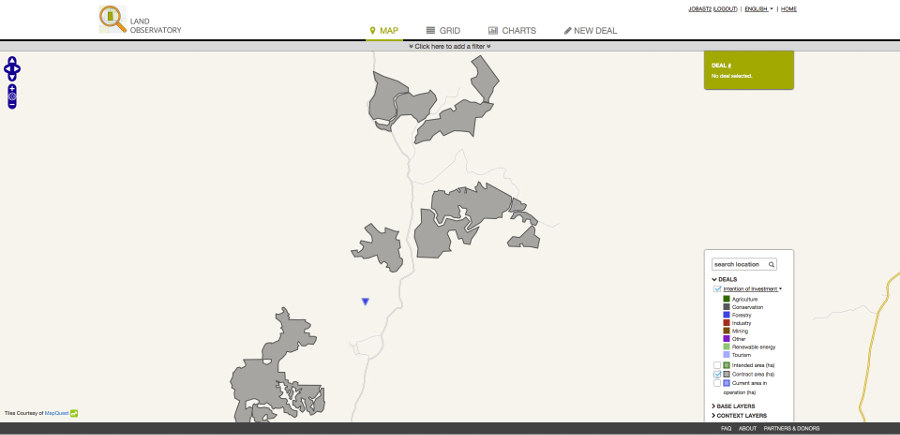 LAND
OBSERVATORY
JOBAST2 (LOGOUT) | ENGLISH | HOME
MAP
GRID
CHARTS
NEW DEAL
Click here to add a filter
DEAL #
No deal selected.
search location
DEALS
Intention of Investment
Agriculture
Conservation
Forestry
Industry
Mining
Other
Renewable energy
Tourism
Intended area (ha)
Contract area (ha)
Current area in
operation (ha)
BASE LAYERS
CONTEXT LAYERS
Tiles Courtesy of MapQuest
FAQ ABOUT PARTNERS & DONORS